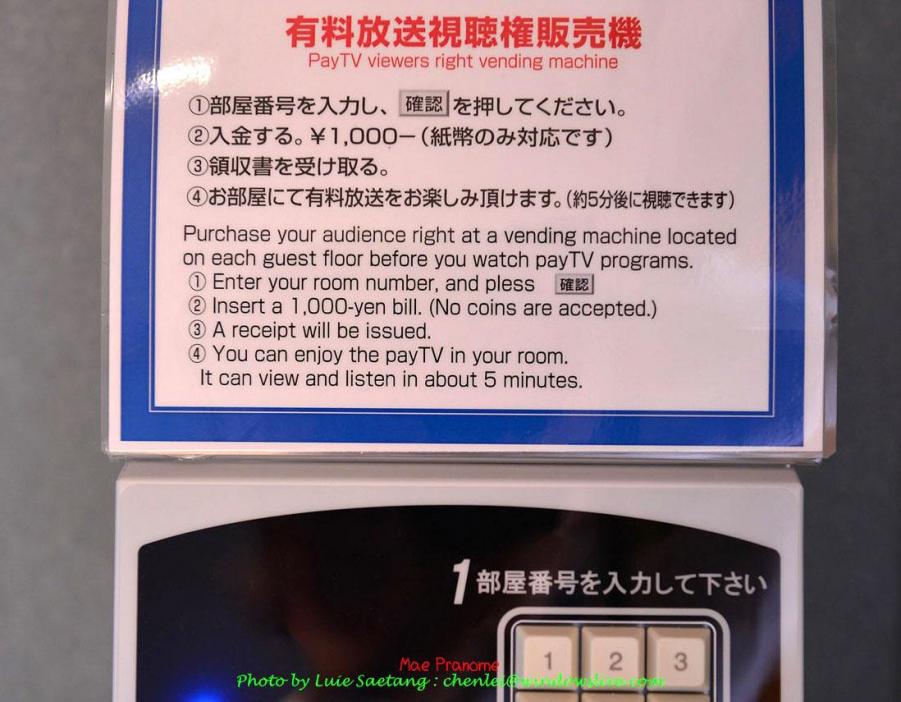 有料放送視聴権販売機
PayTV viewers right vending machine
①部屋番号を入力し、 確認 を押してください。
②入金する。¥1,000−(紙幣のみ対応です)
③領収書を受け取る。
④お部屋にて有料放送をお楽しみ頂けます。(約5分後に視聴できます)
Purchase your audience right at a vending machine located
on each guest floor before you watch payTV programs.
① Enter your room number, and pless 確認
② Insert a 1,000-yen bill. (No coins are accepted.)
③ A receipt will be issued.
④ You can enjoy the payTV in your room.
It can view and listen in about 5 minutes.
1 部屋番号を入力して下さい
1 2 3
Mae Pranome
Photo by Luie Saetang : chenlei@windowslive.com